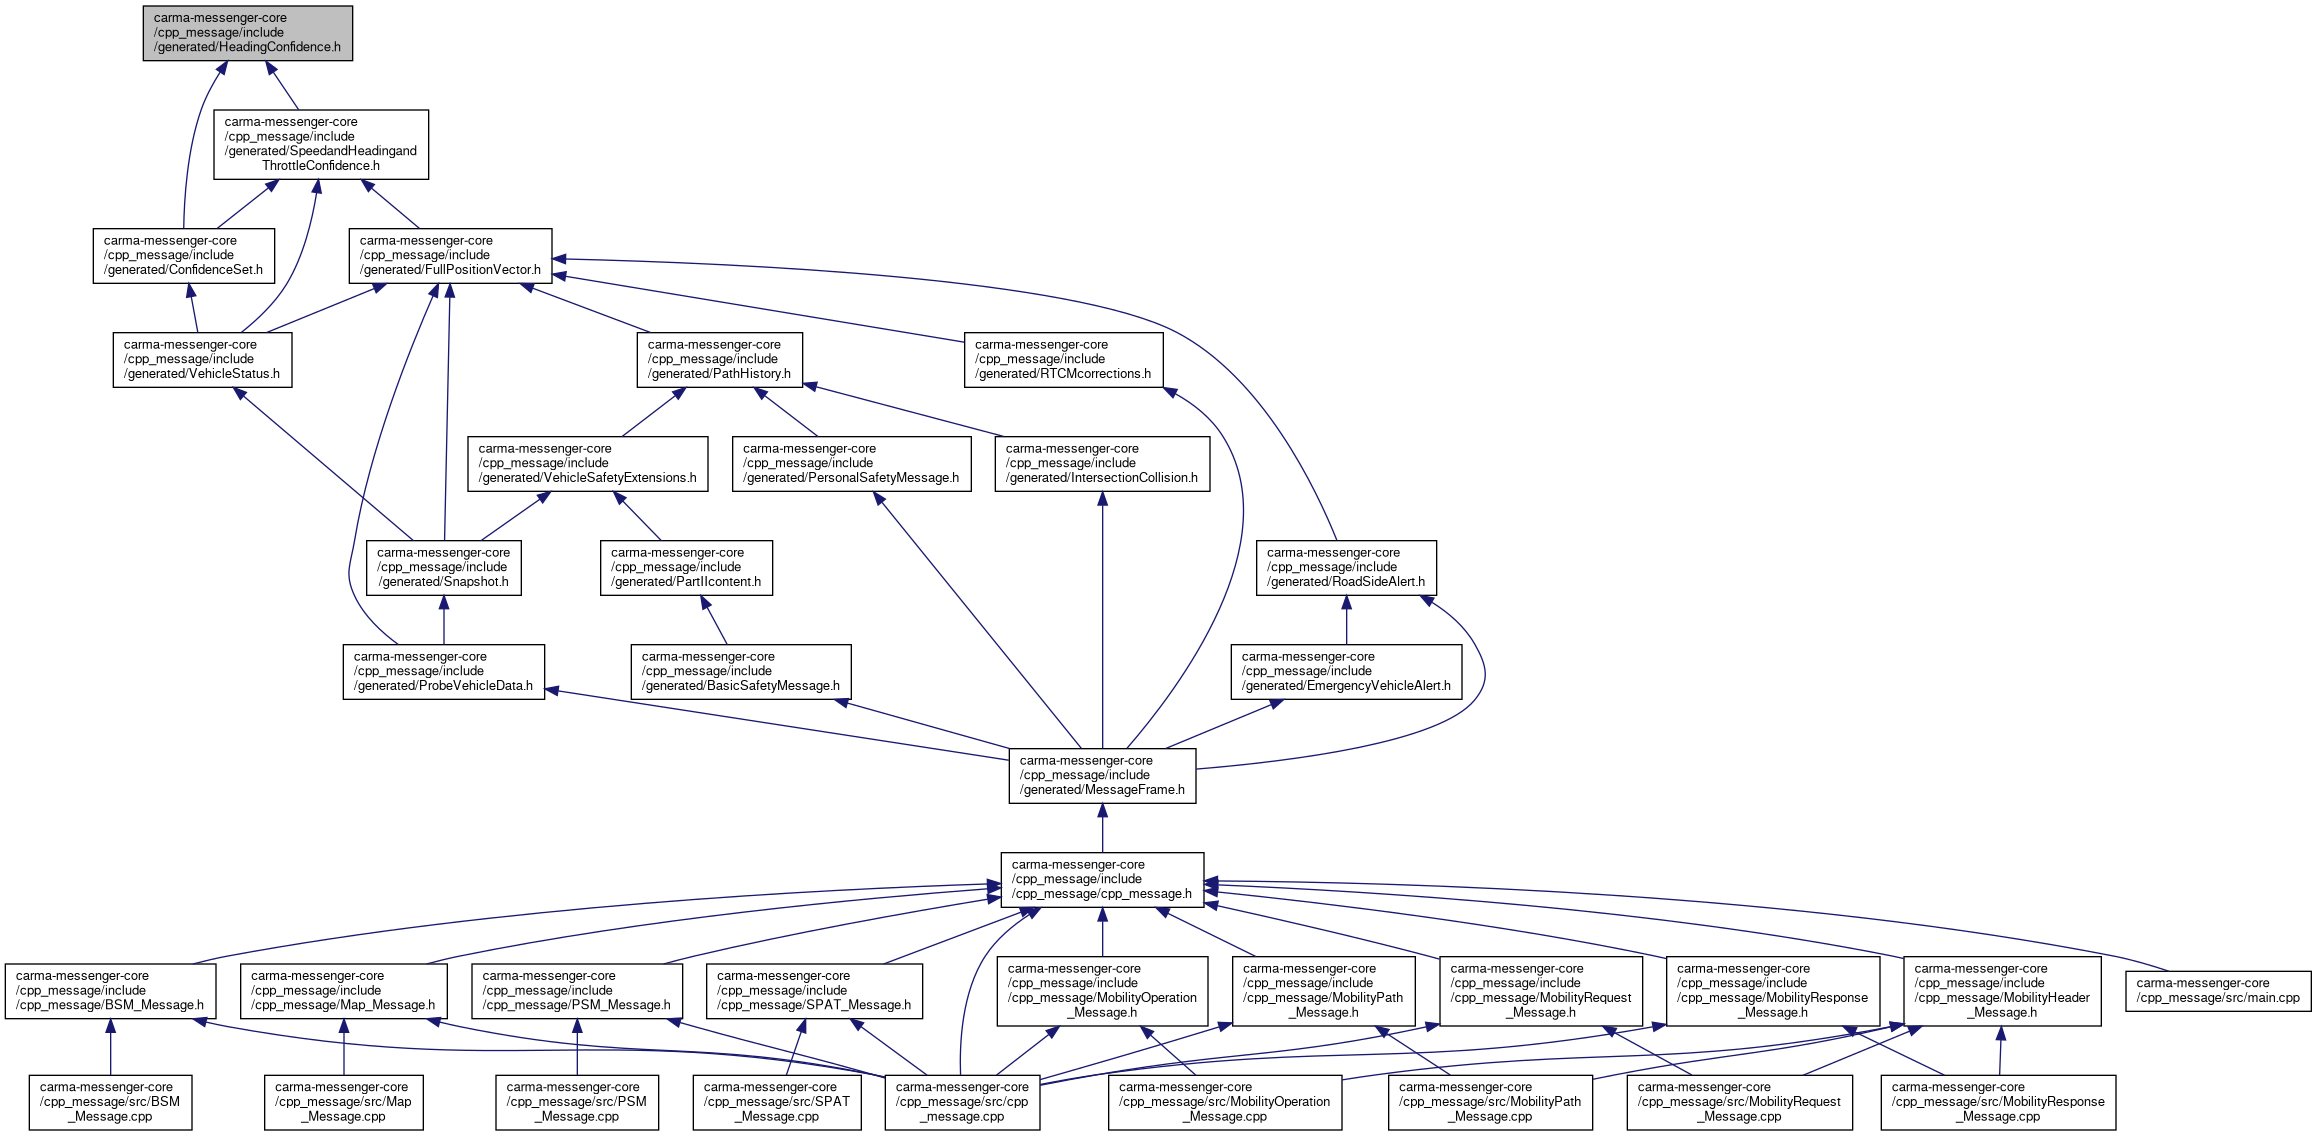 carma-messenger-core
/cpp_message/include
/generated/HeadingConfidence.h
carma-messenger-core
/cpp_message/include
/generated/SpeedandHeadingand
ThrottleConfidence.h
carma-messenger-core
/cpp_message/include
/generated/ConfidenceSet.h
carma-messenger-core
/cpp_message/include
/generated/FullPositionVector.h
carma-messenger-core
/cpp_message/include
/generated/VehicleStatus.h
carma-messenger-core
/cpp_message/include
/generated/PathHistory.h
carma-messenger-core
/cpp_message/include
/generated/RTCMcorrections.h
carma-messenger-core
/cpp_message/include
/generated/VehicleSafetyExtensions.h
carma-messenger-core
/cpp_message/include
/generated/PersonalSafetyMessage.h
carma-messenger-core
/cpp_message/include
/generated/IntersectionCollision.h
carma-messenger-core
/cpp_message/include
/generated/Snapshot.h
carma-messenger-core
/cpp_message/include
/generated/PartIIcontent.h
carma-messenger-core
/cpp_message/include
/generated/RoadSideAlert.h
carma-messenger-core
/cpp_message/include
/generated/ProbeVehicleData.h
carma-messenger-core
/cpp_message/include
/generated/BasicSafetyMessage.h
carma-messenger-core
/cpp_message/include
/generated/EmergencyVehicleAlert.h
carma-messenger-core
/cpp_message/include
/generated/MessageFrame.h
carma-messenger-core
/cpp_message/include
/cpp_message/cpp_message.h
carma-messenger-core
/cpp_message/include
/cpp_message/BSM_Message.h
carma-messenger-core
/cpp_message/include
/cpp_message/Map_Message.h
carma-messenger-core
/cpp_message/include
/cpp_message/PSM_Message.h
carma-messenger-core
/cpp_message/include
/cpp_message/SPAT_Message.h
carma-messenger-core
/cpp_message/include
/cpp_message/MobilityOperation
_Message.h
carma-messenger-core
/cpp_message/include
/cpp_message/MobilityPath
_Message.h
carma-messenger-core
/cpp_message/include
/cpp_message/MobilityRequest
_Message.h
carma-messenger-core
/cpp_message/include
/cpp_message/MobilityResponse
_Message.h
carma-messenger-core
/cpp_message/include
/cpp_message/MobilityHeader
_Message.h
carma-messenger-core
/cpp_message/src/main.cpp
carma-messenger-core
/cpp_message/src/BSM
_Message.cpp
carma-messenger-core
/cpp_message/src/Map
_Message.cpp
carma-messenger-core
/cpp_message/src/PSM
_Message.cpp
carma-messenger-core
/cpp_message/src/SPAT
_Message.cpp
carma-messenger-core
/cpp_message/src/cpp
_message.cpp
carma-messenger-core
/cpp_message/src/MobilityOperation
_Message.cpp
carma-messenger-core
/cpp_message/src/MobilityPath
_Message.cpp
carma-messenger-core
/cpp_message/src/MobilityRequest
_Message.cpp
carma-messenger-core
/cpp_message/src/MobilityResponse
_Message.cpp